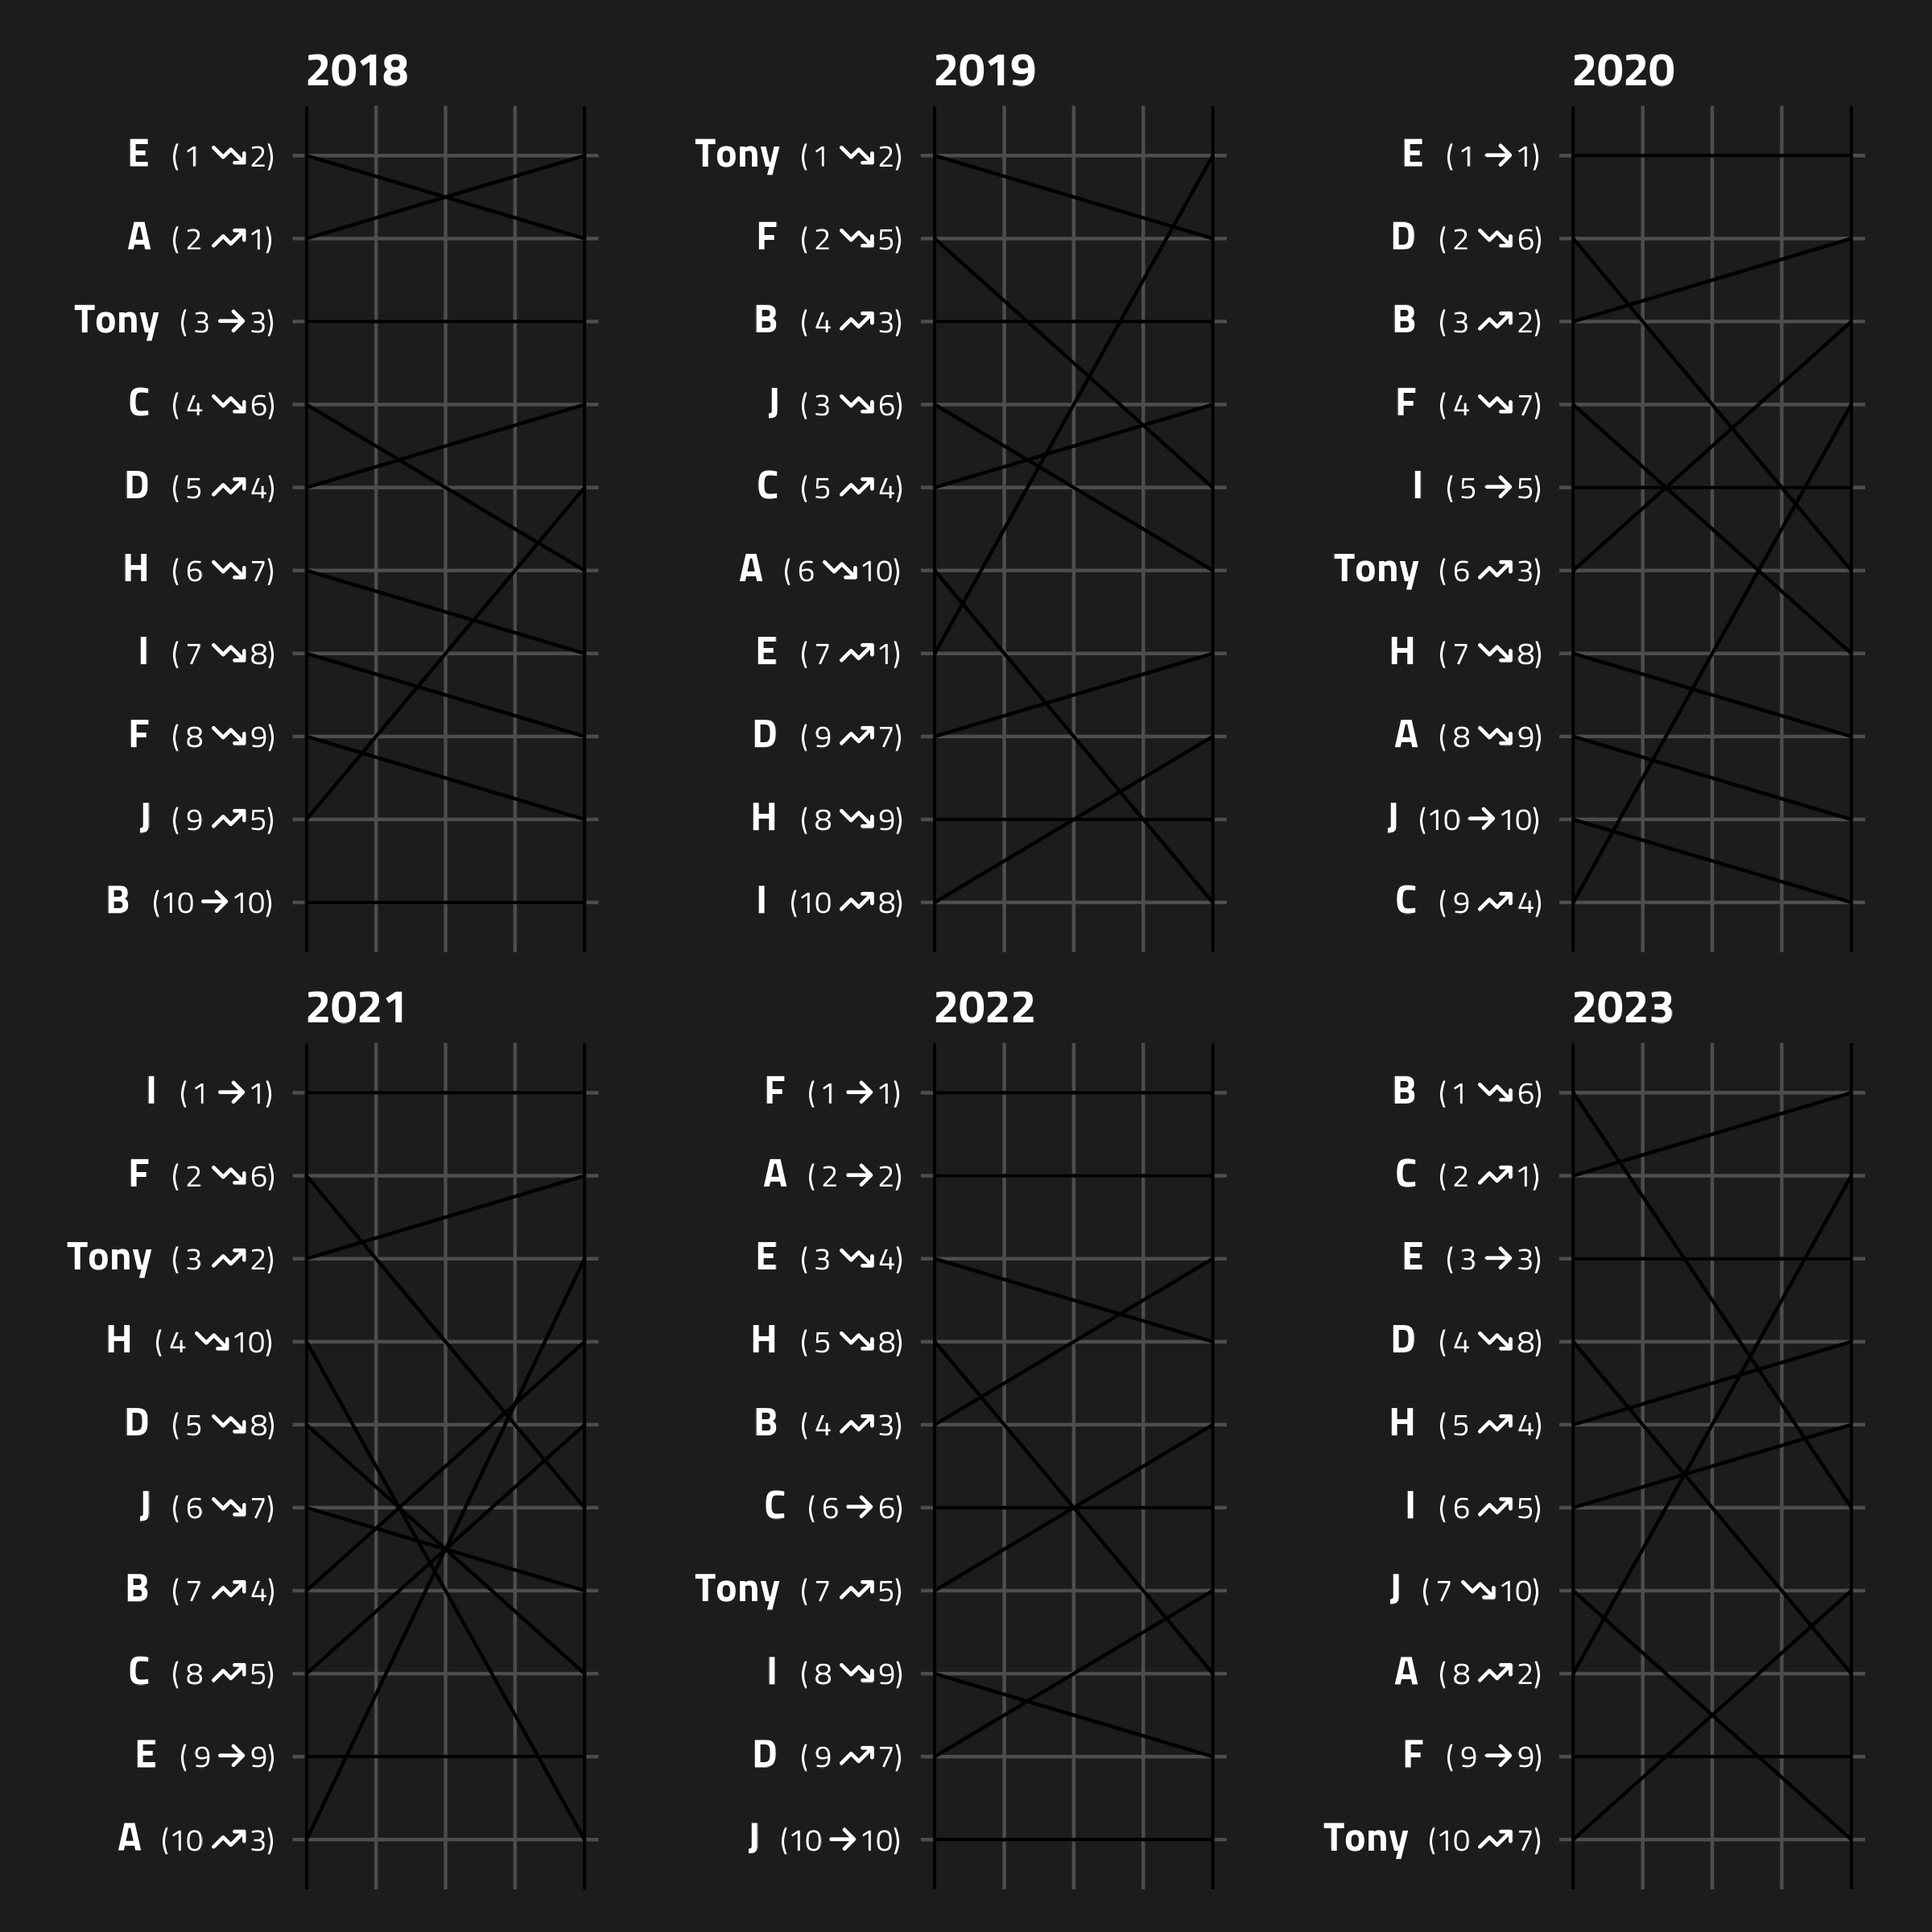 2018
E (1 ↘ 2)
A (2 ↗ 1)
Tony (3 → 3)
C (4 ↘ 6)
D (5 ↗ 4)
H (6 ↘ 7)
I (7 ↘ 8)
F (8 ↘ 9)
J (9 ↗ 5)
B (10 → 10)
2019
Tony (1 ↘ 2)
F (2 ↘ 5)
B (4 ↗ 3)
J (3 ↘ 6)
C (5 ↗ 4)
A (6 ↘ 10)
E (7 ↗ 1)
D (9 ↗ 7)
H (8 ↘ 9)
I (10 ↗ 8)
2020
E (1 → 1)
D (2 ↘ 6)
B (3 ↗ 2)
F (4 ↘ 7)
I (5 → 5)
Tony (6 ↗ 3)
H (7 ↘ 8)
A (8 ↘ 9)
J (10 → 10)
C (9 ↗ 4)
2021
I (1 → 1)
F (2 ↘ 6)
Tony (3 ↗ 2)
H (4 ↘ 10)
D (5 ↘ 8)
J (6 ↘ 7)
B (7 ↗ 4)
C (8 ↗ 5)
E (9 → 9)
A (10 ↗ 3)
2022
F (1 → 1)
A (2 → 2)
E (3 ↘ 4)
H (5 ↘ 8)
B (4 ↗ 3)
C (6 → 6)
Tony (7 ↗ 5)
I (8 ↘ 9)
D (9 ↗ 7)
J (10 → 10)
2023
B (1 ↘ 6)
C (2 ↗ 1)
E (3 → 3)
D (4 ↘ 8)
H (5 ↗ 4)
I (6 ↗ 5)
J (7 ↘ 10)
A (8 ↗ 2)
F (9 → 9)
Tony (10 ↗ 7)